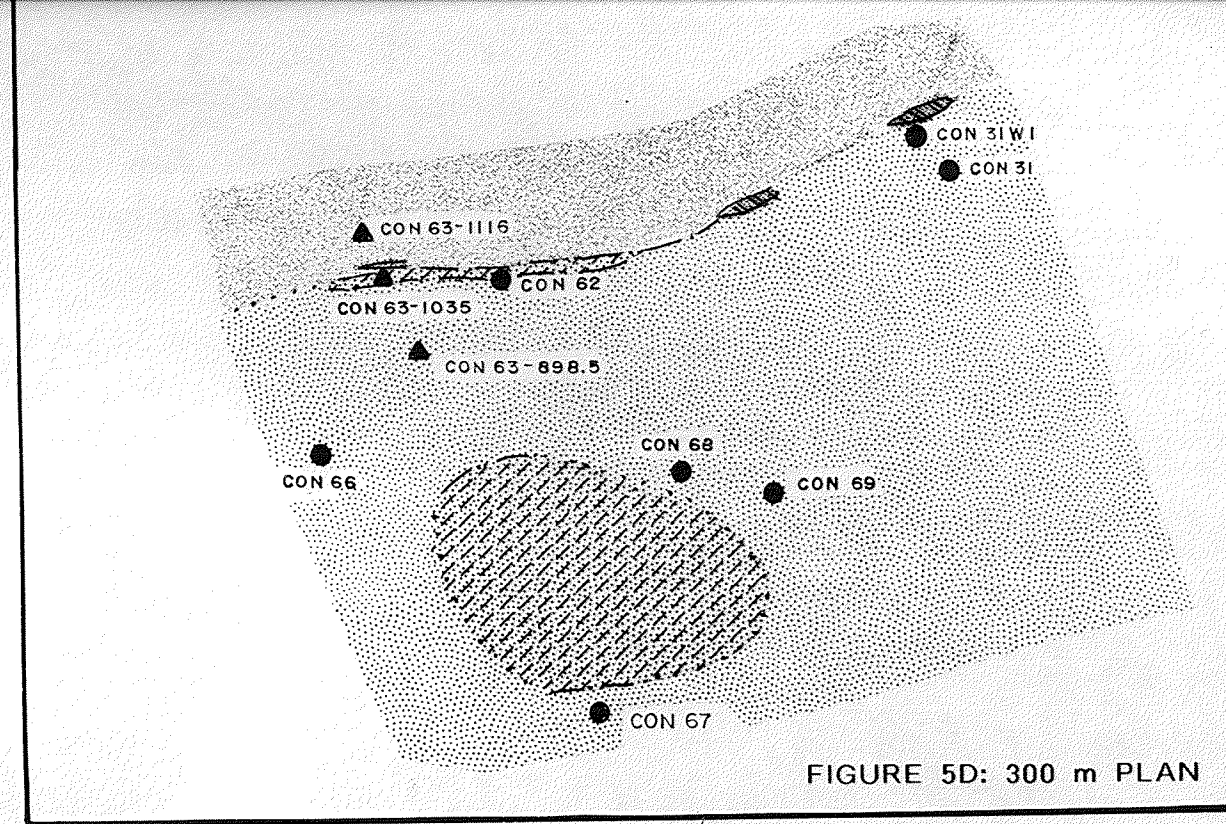 CON 31W1
CON 31
CON 63-1116
CON 62
CON 63-1035
CON 63-898.5
CON 68
CON 66
CON 69
CON 67
FIGURE 5D: 300 m PLAN